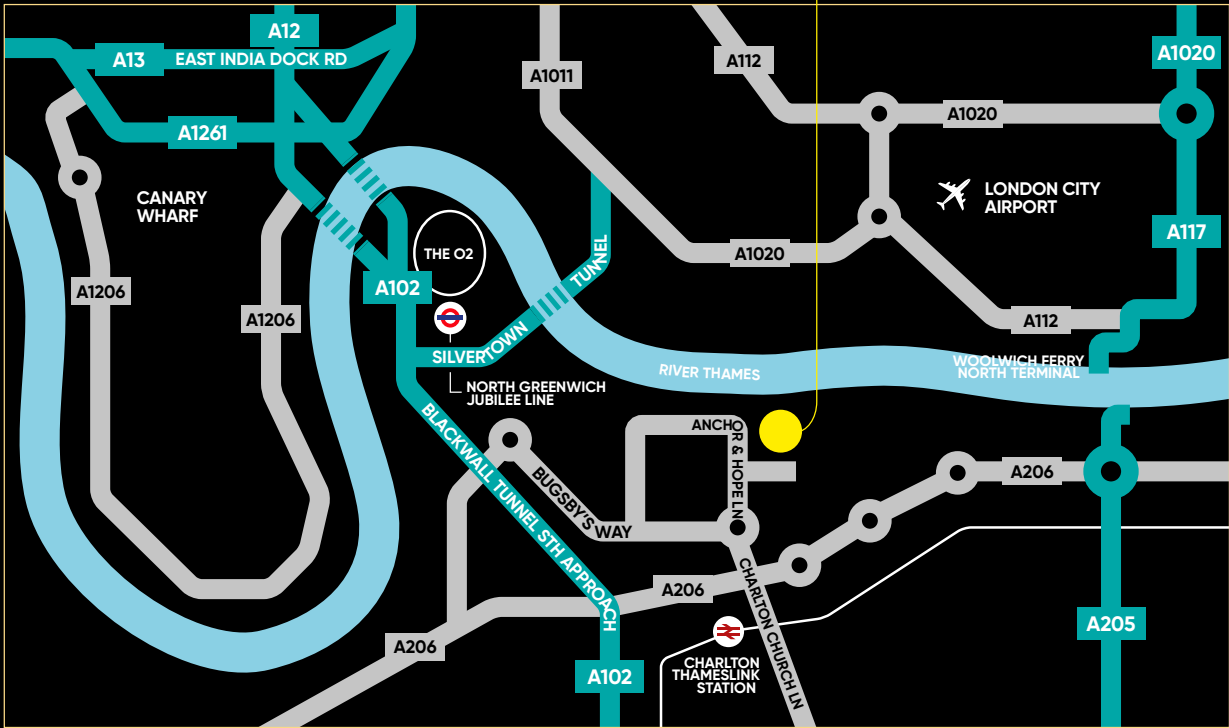 A12
A13
EAST INDIA DOCK RD
A1261
A1011
A112
A1020
A1020
CANARY
WHARF
LONDON CITY
AIRPORT
A117
THE O2
A1020
TUNNEL
A102
A1206
A1206
A112
SILVERTOWN
RIVER THAMES
WOOLWICH FERRY
NORTH TERMINAL
NORTH GREENWICH
JUBILEE LINE
BLACKWALL TUNNEL STH APPROACH
ANCHOR & HOPE LN
BUGSBY'S WAY
A206
A206
A206
CHARLTON CHURCH LN
A205
CHARLTON
THAMESLINK
STATION
A102